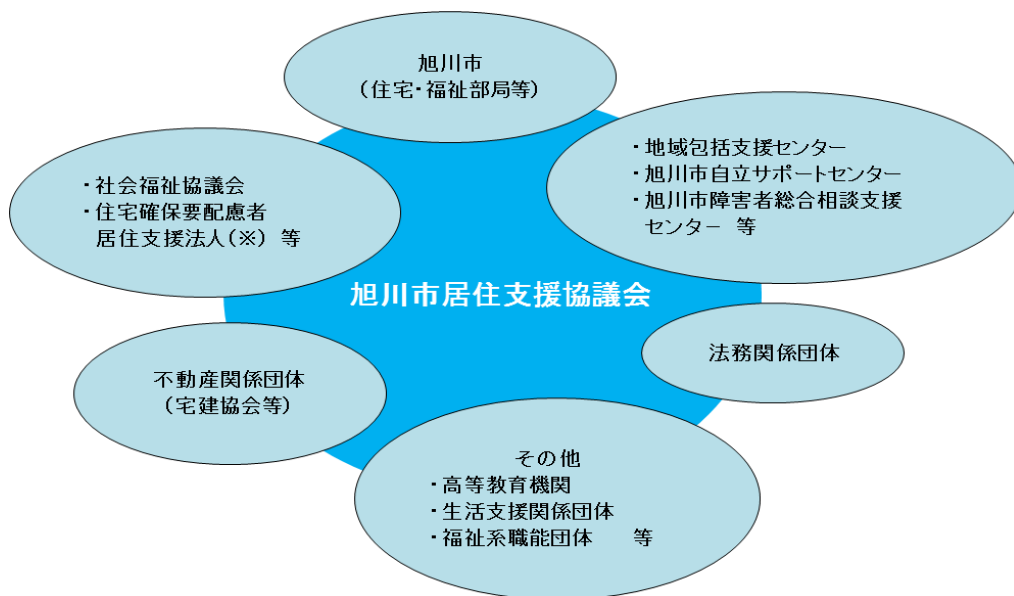 旭川市
(住宅・福祉部局等)
・地域包括支援センター
・旭川市自立サポートセンター
・旭川市障害者総合相談支援
センター 等
・社会福祉協議会
・住宅確保要配慮者
居住支援法人(※) 等
旭川市居住支援協議会
法務関係団体
不動産関係団体
(宅建協会等)
その他
・高等教育機関
・生活支援関係団体
・福祉系職能団体 等